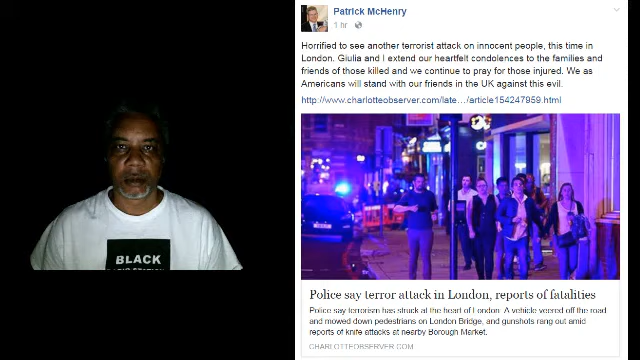 Patrick McHenry
1 hr
Horrified to see another terrorist attack on innocent people, this time in
London. Giulia and I extend our heartfelt condolences to the families and
friends of those killed and we continue to pray for those injured. We as
Americans will stand with our friends in the UK against this evil.
http://www.charlotteobserver.com/late…/article154247959.html
Police say terror attack in London, reports of fatalities
Police say terrorism has struck at the heart of London. A vehicle veered off the road
and mowed down pedestrians on London Bridge, and gunshots rang out amid
reports of knife attacks at nearby Borough Market.
CHARLOTTEOBSERVER.COM
BLACK